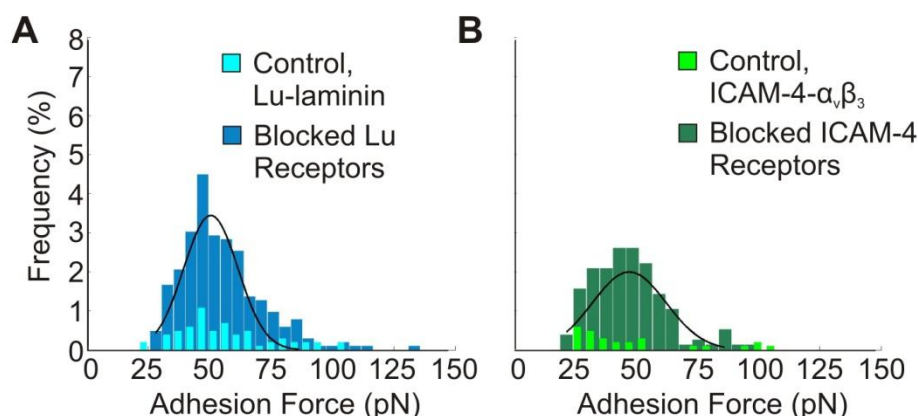 A
8
7
6
5
4
3
2
1
0
Frequency (%)
Control,
Lu-laminin
Blocked Lu
Receptors
0 25 50 75 100 125 150
Adhesion Force (pN)
B
Control,
ICAM-4-αvβ3
Blocked ICAM-4
Receptors
0 25 50 75 100 125 150
Adhesion Force (pN)